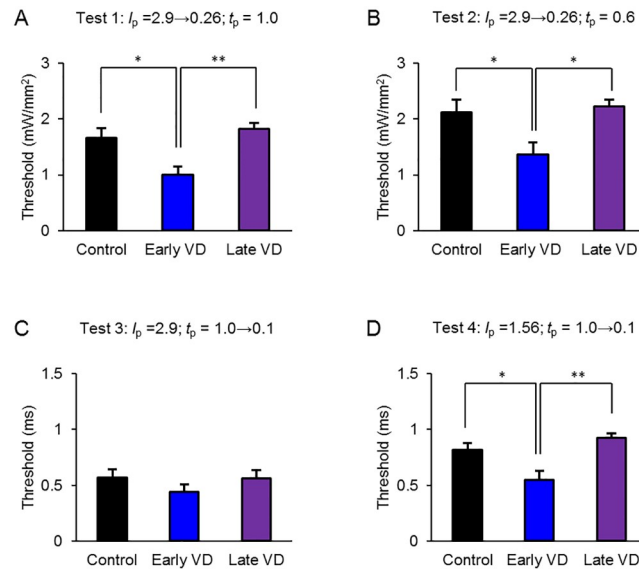 A Test 1: Ip =2.9→0.26; tp = 1.0
* **
3
2
1
0
Threshold (mW/mm²)
Control Early VD Late VD
B Test 2: Ip =2.9→0.26; tp = 0.6
* *
3
2
1
0
Threshold (mW/mm²)
Control Early VD Late VD
C Test 3: Ip =2.9; tp = 1.0→0.1
1.5
1
0.5
0
Threshold (ms)
Control Early VD Late VD
D Test 4: Ip =1.56; tp = 1.0→0.1
* **
1.5
1
0.5
0
Threshold (ms)
Control Early VD Late VD